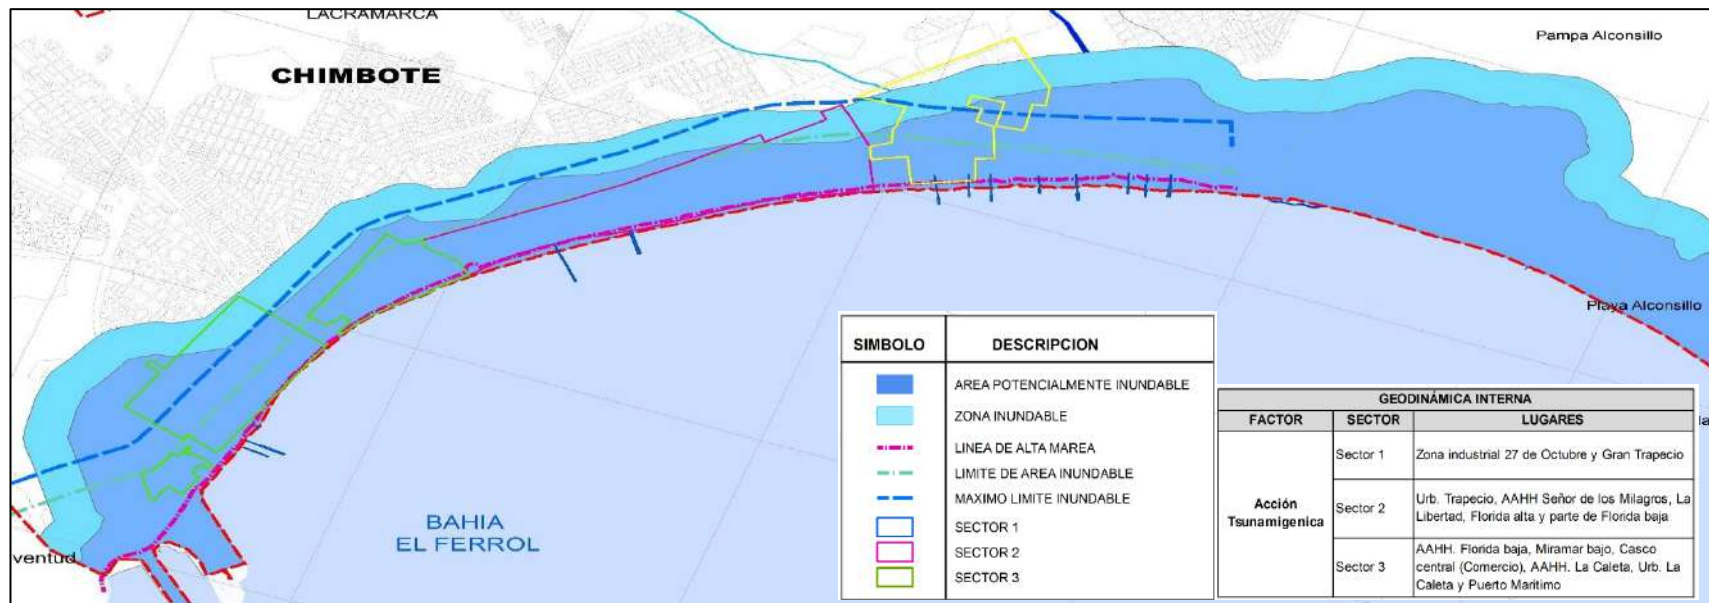 LACRAMARCA
CHIMBOTE
Pampa Alconsillo
Playa Alconsillo
BAHIA
EL FERROL
ventud
SIMBOLO DESCRIPCION
AREA POTENCIALMENTE INUNDABLE
ZONA INUNDABLE
LINEA DE ALTA MAREA
LIMITE DE AREA INUNDABLE
MAXIMO LIMITE INUNDABLE
SECTOR 1
SECTOR 2
SECTOR 3
GEODINÁMICA INTERNA
FACTOR SECTOR LUGARES
Acción
Tsunamigenica
Sector 1 Zona industrial 27 de Octubre y Gran Trapecio
Sector 2 Urb. Trapecio, AAHH Señor de los Milagros, La
Libertad, Florida alta y parte de Florida baja
Sector 3 AAHH. Florida baja, Miramar bajo, Casco
central (Comercio), AAHH. La Caleta, Urb. La
Caleta y Puerto Maritimo